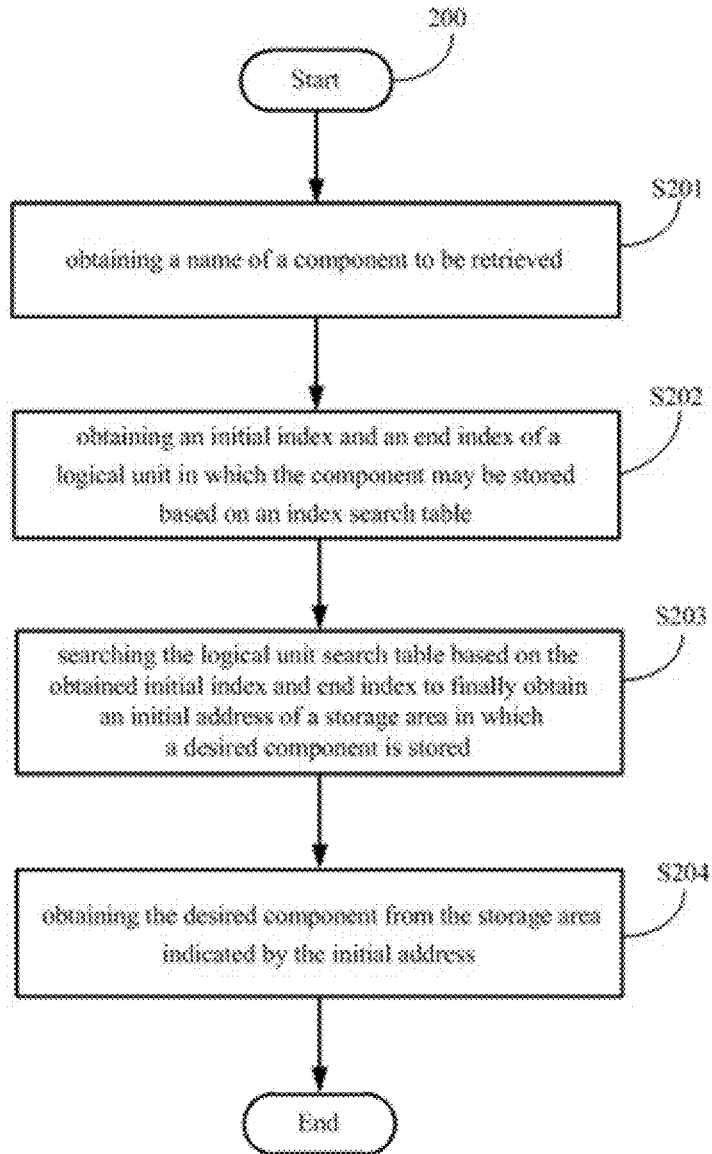 200
Start
S201
obtaining a name of a component to be retrieved
S202
obtaining an initial index and an end index of a
logical unit in which the component may be stored
based on an index search table
S203
searching the logical unit search table based on the
obtained initial index and end index to finally obtain
an initial address of a storage area in which
a desired component is stored
S204
obtaining the desired component from the storage area
indicated by the initial address
End